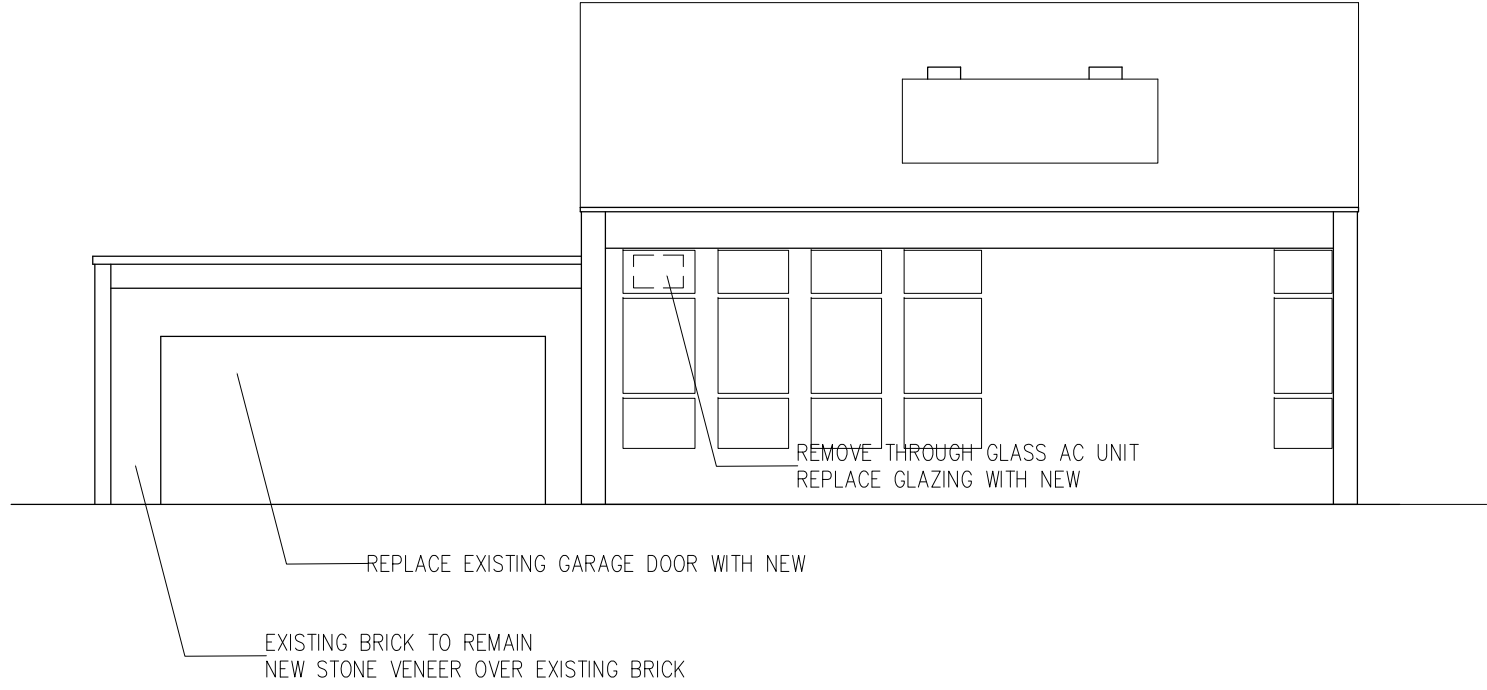 REMOVE THROUGH GLASS AC UNIT
REPLACE GLAZING WITH NEW
REPLACE EXISTING GARAGE DOOR WITH NEW
EXISTING BRICK TO REMAIN
NEW STONE VENEER OVER EXISTING BRICK